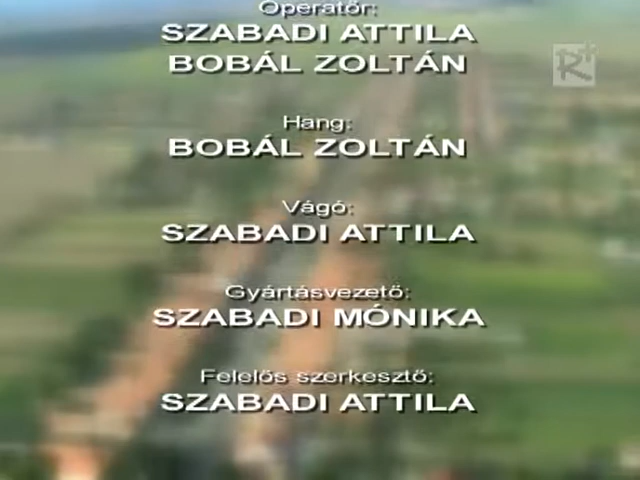 Operatőr:
SZABADI ATTILA
BOBÁL ZOLTÁN
R+
Hang:
BOBÁL ZOLTÁN
Vágó:
SZABADI ATTILA
Gyártásvezető:
SZABADI MÓNIKA
Felelős szerkesztő:
SZABADI ATTILA